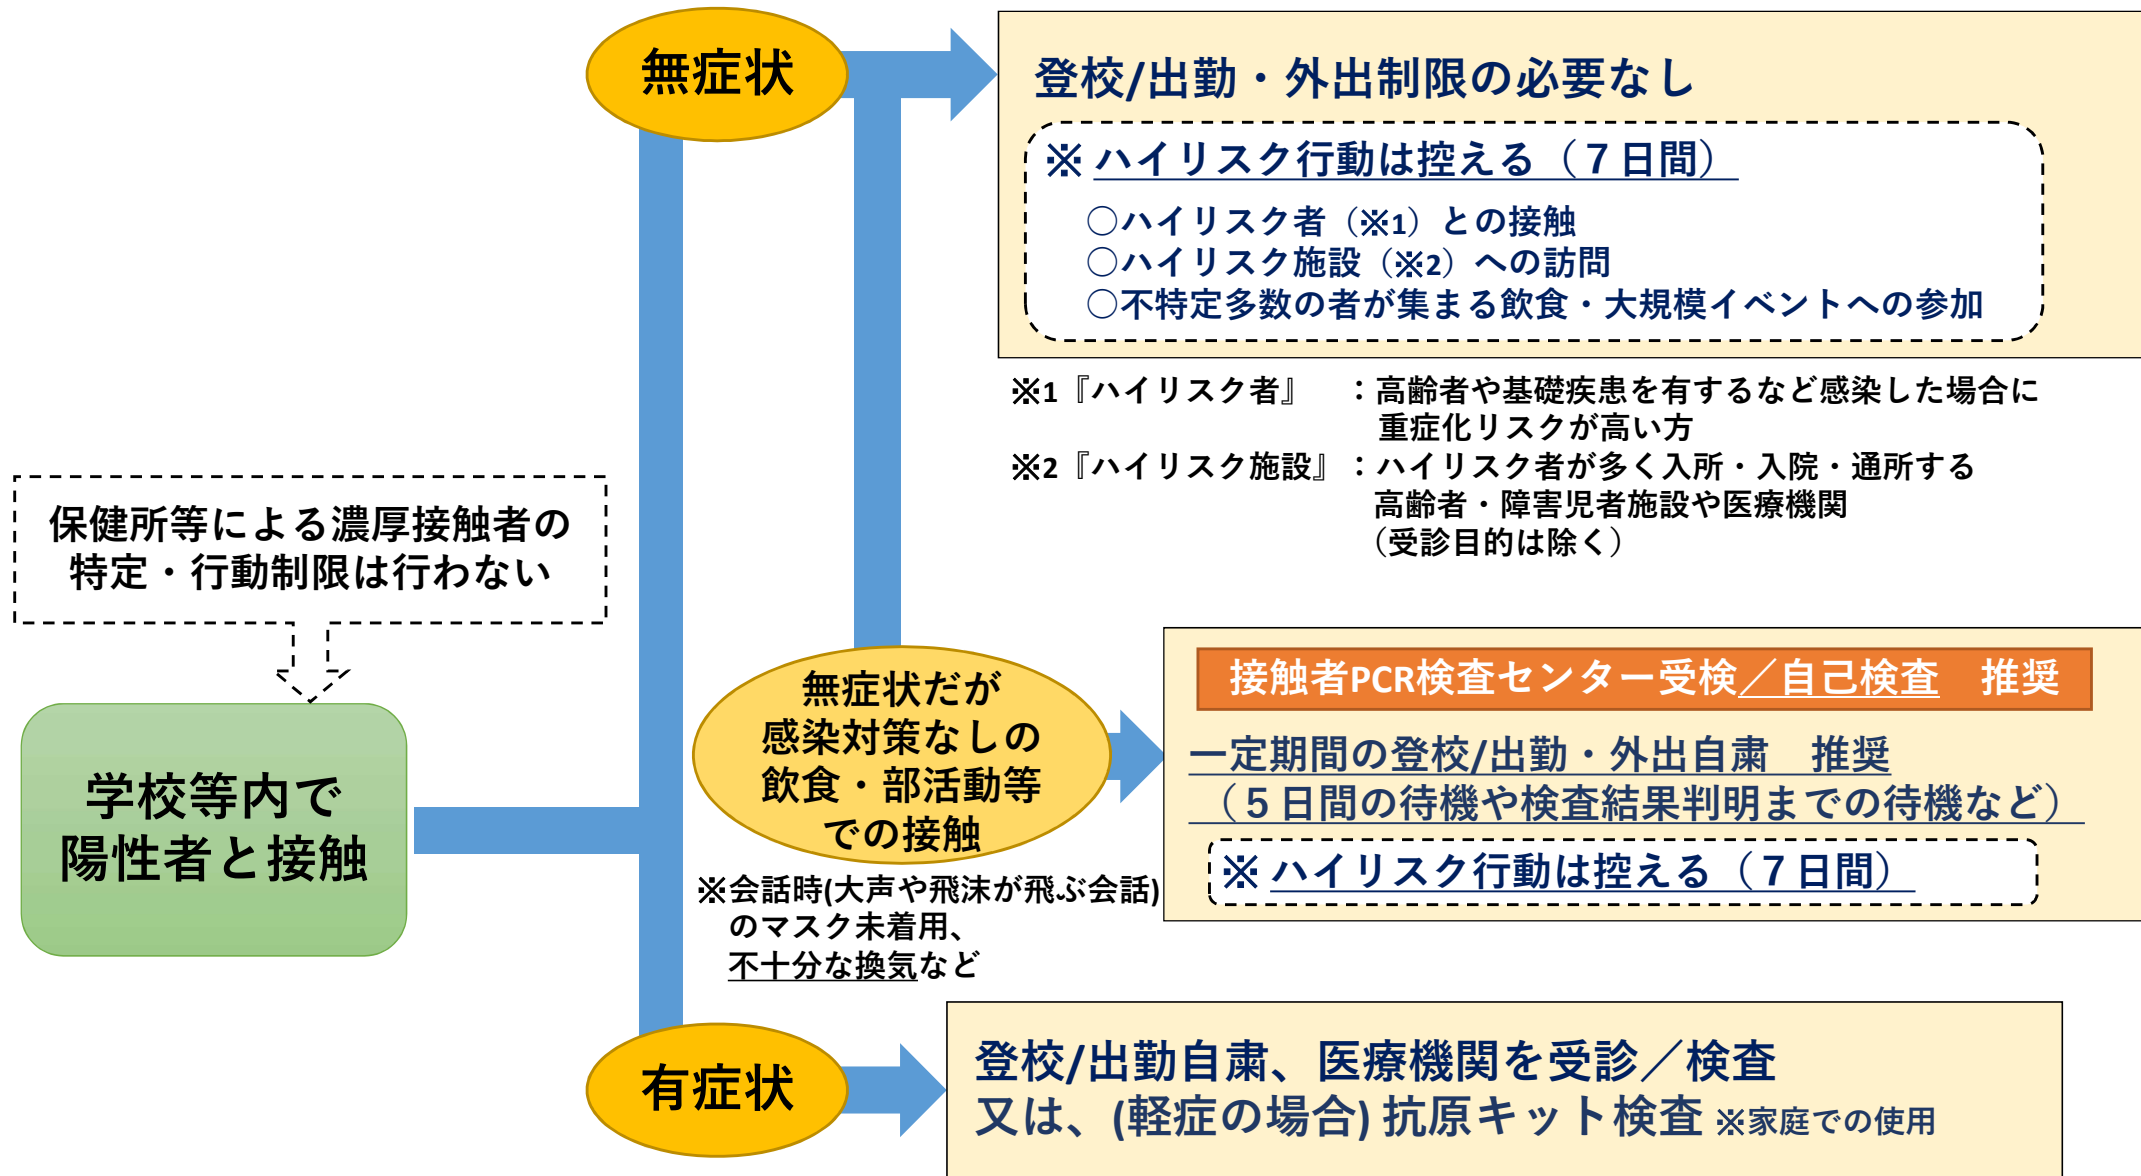 無症状
登校/出勤・外出制限の必要なし
※ ハイリスク行動は控える（７日間）
○ハイリスク者（※1）との接触
○ハイリスク施設（※2）への訪問
○不特定多数の者が集まる飲食・大規模イベントへの参加
※1『ハイリスク者』　：高齢者や基礎疾患を有するなど感染した場合に
重症化リスクが高い方
※2『ハイリスク施設』：ハイリスク者が多く入所・入院・通所する
高齢者・障害児者施設や医療機関
（受診目的は除く）
保健所等による濃厚接触者の
特定・行動制限は行わない
学校等内で
陽性者と接触
無症状だが
感染対策なしの
飲食・部活動等
での接触
※会話時(大声や飛沫が飛ぶ会話)
のマスク未着用、
不十分な換気など
接触者PCR検査センター受検／自己検査　推奨
一定期間の登校/出勤・外出自粛　推奨
（５日間の待機や検査結果判明までの待機など）
※ ハイリスク行動は控える（７日間）
有症状
登校/出勤自粛、医療機関を受診／検査
又は、(軽症の場合) 抗原キット検査 ※家庭での使用